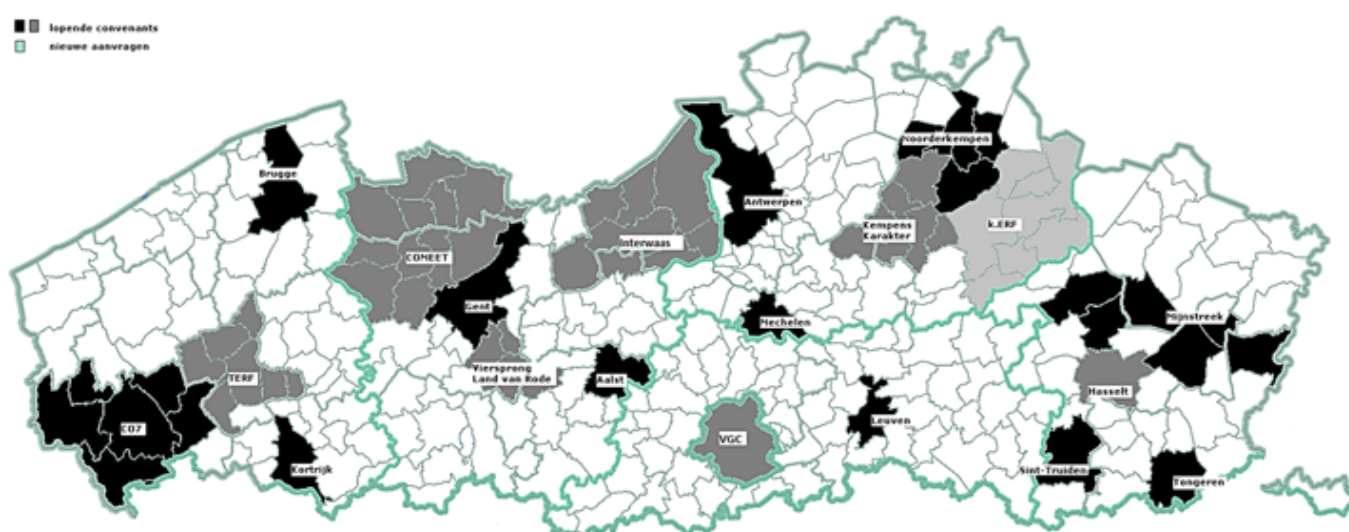 lopende convenants
nieuwe aanvragen
Noorderkempen
Brugge
Antwerpen
Kempens
Karakter
k.ERF
Interwaas
COMEET
Gent
Mechelen
Mijnstreek
Viersprong
Land van Rode
TERF
Aalst
Hasselt
CO7
Leuven
VGC
Kortrijk
Sint-Truiden
Tongeren